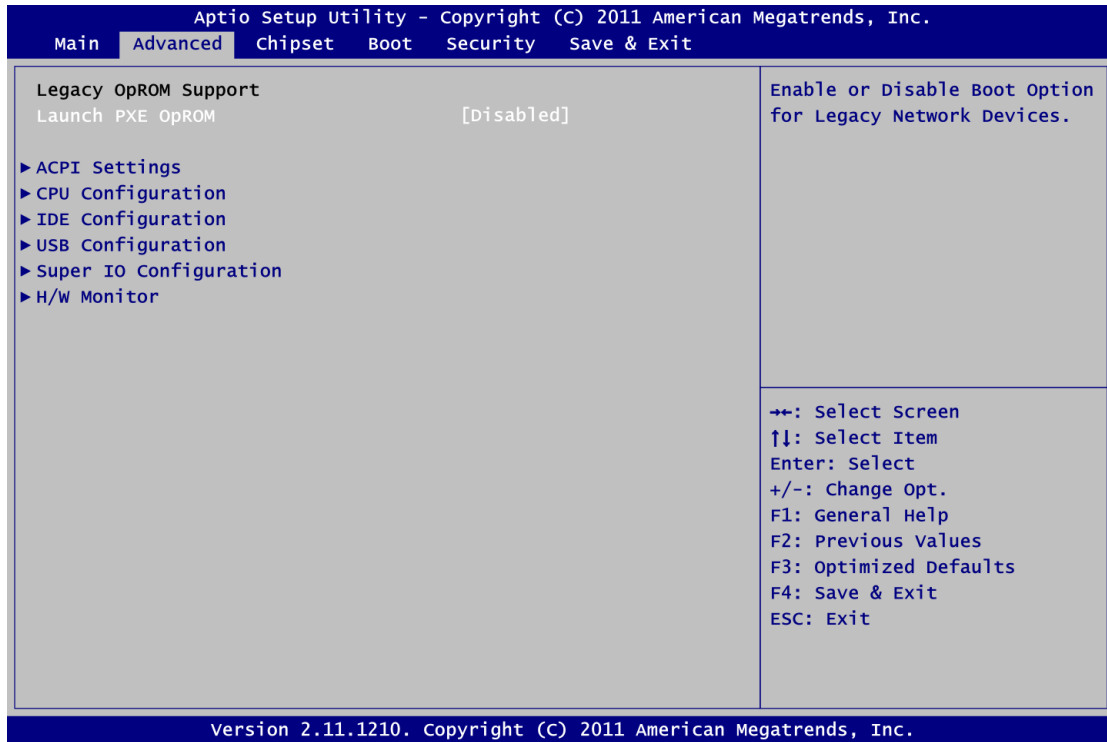 Aptio Setup Utility - Copyright (C) 2011 American Megatrends, Inc.
Main Advanced Chipset Boot Security Save & Exit
Legacy OpROM Support
Launch PXE OpROM [Disabled]
►ACPI Settings
►CPU Configuration
►IDE Configuration
►USB Configuration
►Super IO Configuration
►H/W Monitor
Enable or Disable Boot Option
for Legacy Network Devices.
→←: Select Screen
↑↓: Select Item
Enter: Select
+/-: Change Opt.
F1: General Help
F2: Previous Values
F3: Optimized Defaults
F4: Save & Exit
ESC: Exit
Version 2.11.1210. Copyright (C) 2011 American Megatrends, Inc.